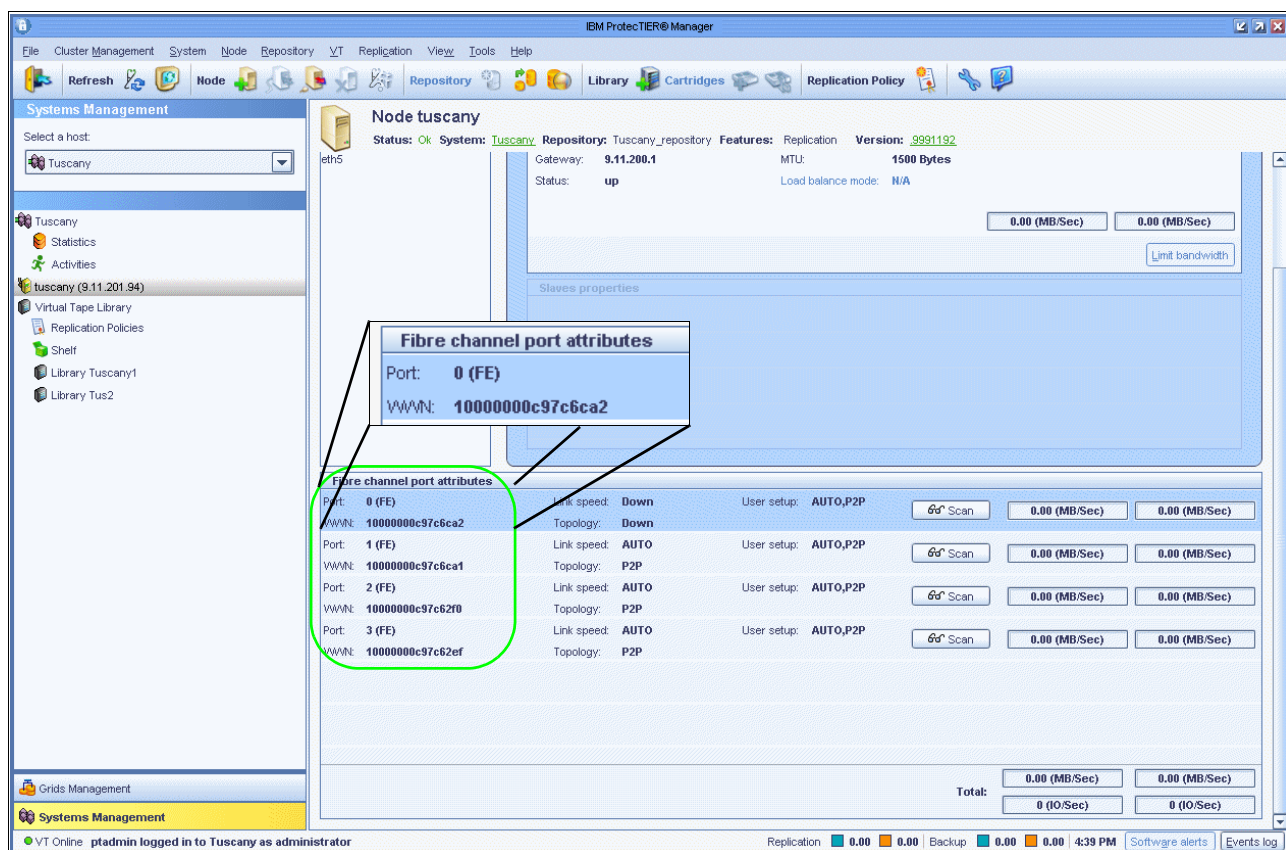 IBM ProtecTIER® Manager
File Cluster Management System Node Repository VT Replication View Tools Help
Refresh Node Repository Library Cartridges Replication Policy
Systems Management
Select a host:
Tuscany
Tuscany
Statistics
Activities
tuscany (9.11.201.94)
Virtual Tape Library
Replication Policies
Shelf
Library Tuscany1
Library Tus2
Grids Management
Systems Management
Node tuscany
Status: Ok System: Tuscany Repository: Tuscany_repository Features: Replication Version: .9991192
eth5
Gateway: 9.11.200.1 MTU: 1500 Bytes
Status: up Load balance mode: N/A
0.00 (MB/Sec) 0.00 (MB/Sec)
Limit bandwidth
Slaves properties
Fibre channel port attributes
Port: 0 (FE)
WWN: 10000000c97c6ca2
Fibre channel port attributes
Port: 0 (FE) Link speed: Down User setup: AUTO,P2P Scan 0.00 (MB/Sec) 0.00 (MB/Sec)
WWN: 10000000c97c6ca2 Topology: Down
Port: 1 (FE) Link speed: AUTO User setup: AUTO,P2P Scan 0.00 (MB/Sec) 0.00 (MB/Sec)
WWN: 10000000c97c6ca1 Topology: P2P
Port: 2 (FE) Link speed: AUTO User setup: AUTO,P2P Scan 0.00 (MB/Sec) 0.00 (MB/Sec)
WWN: 10000000c97c62f0 Topology: P2P
Port: 3 (FE) Link speed: AUTO User setup: AUTO,P2P Scan 0.00 (MB/Sec) 0.00 (MB/Sec)
WWN: 10000000c97c62ef Topology: P2P
Total: 0.00 (MB/Sec) 0.00 (MB/Sec)
0 (IO/Sec) 0 (IO/Sec)
VT Online ptadmin logged in to Tuscany as administrator Replication 0.00 0.00 Backup 0.00 0.00 4:39 PM Software alerts Events log